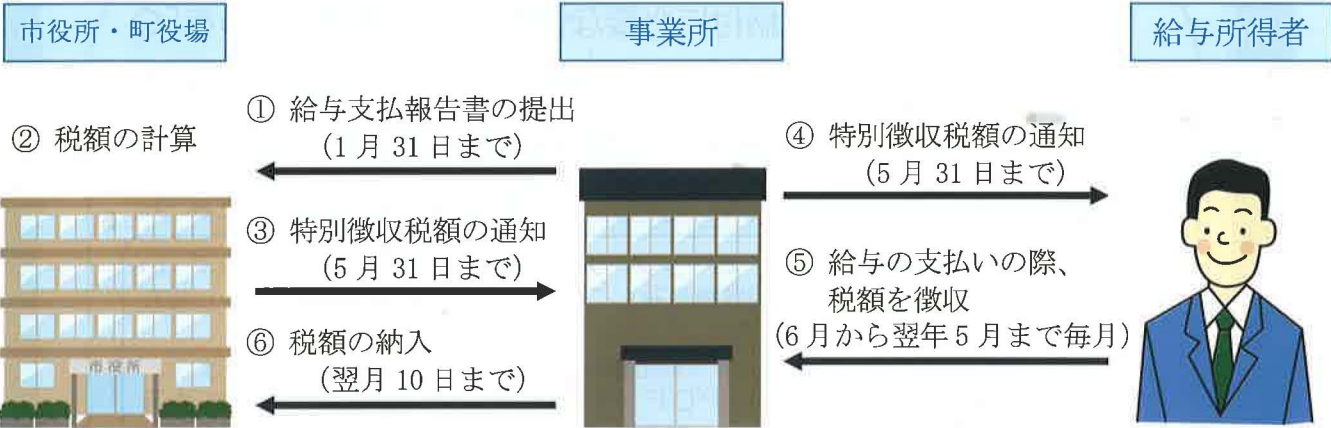 市役所・町役場
事業所
給与所得者
① 給与支払報告書の提出
(1月31日まで)
② 税額の計算
③ 特別徴収税額の通知
(5月31日まで)
④ 特別徴収税額の通知
(5月31日まで)
⑤ 給与の支払いの際、
税額を徴収
(6月から翌年5月まで毎月)
⑥ 税額の納入
(翌月10日まで)
市役所